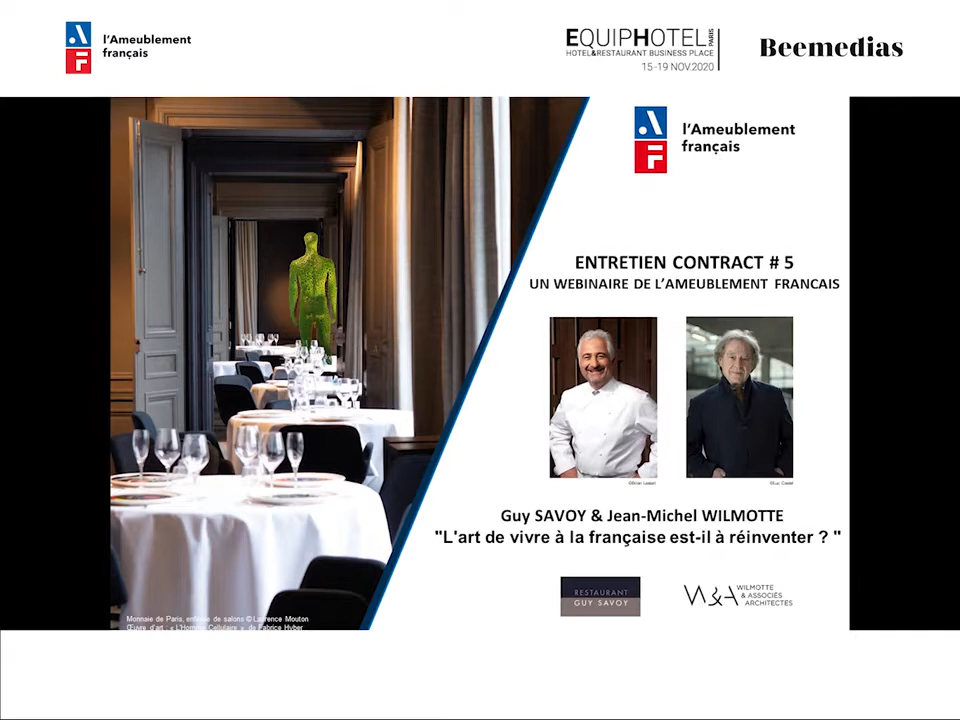 l'Ameublement
français
EQUIPHOTEL PARIS
HOTEL&RESTAURANT BUSINESS PLACE
15-19 NOV.2020
Beemedias
l'Ameublement
français
ENTRETIEN CONTRACT # 5
UN WEBINAIRE DE L'AMEUBLEMENT FRANCAIS
Guy SAVOY & Jean-Michel WILMOTTE
"L'art de vivre à la française est-il à réinventer ? "
RESTAURANT
GUY SAVOY
W&A
WILMOTTE
& ASSOCIÉS
ARCHITECTES
Monnaie de Paris, enfilade de salons © Laurence Mouton
Œuvre d'art : « L'Homme Cellulaire », de Fabrice Hyber